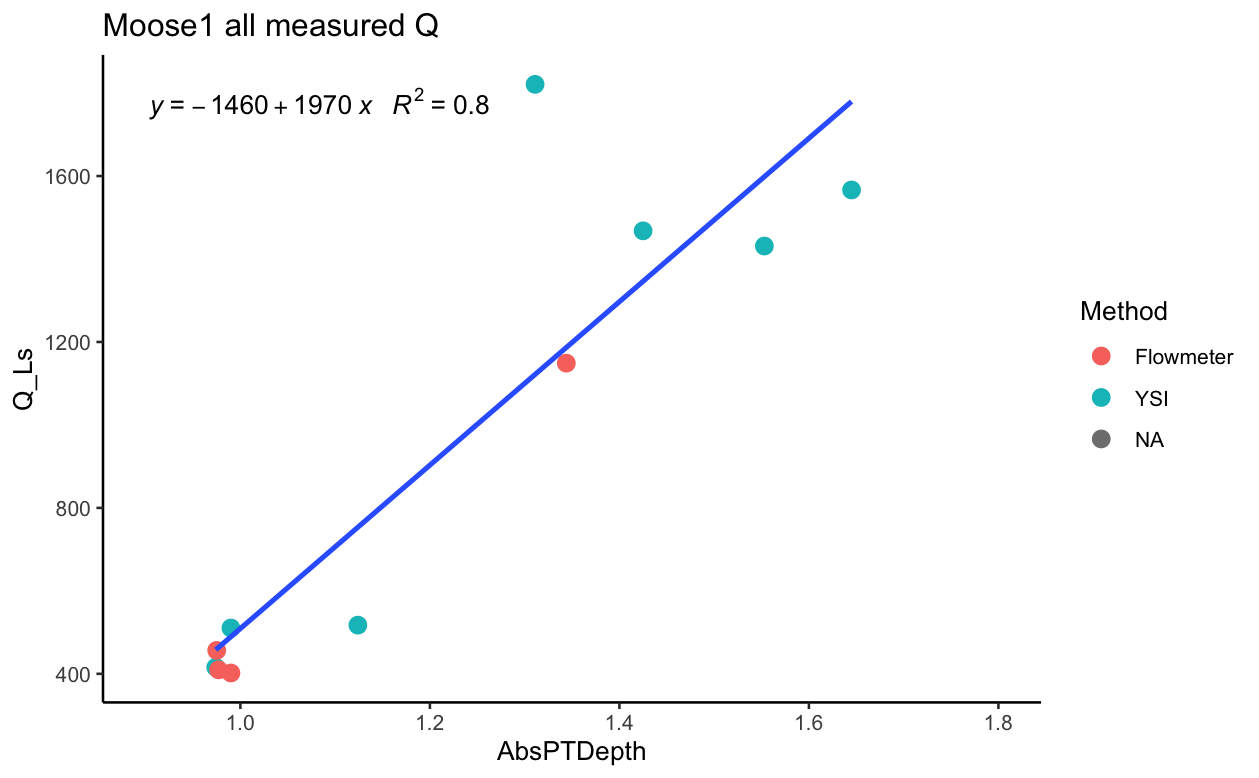 Moose1 all measured Q
y = − 1460 + 1970 x R² = 0.8
1600
1200
800
400
Q_Ls
1.0 1.2 1.4 1.6 1.8
AbsPTDepth
Method
Flowmeter
YSI
NA